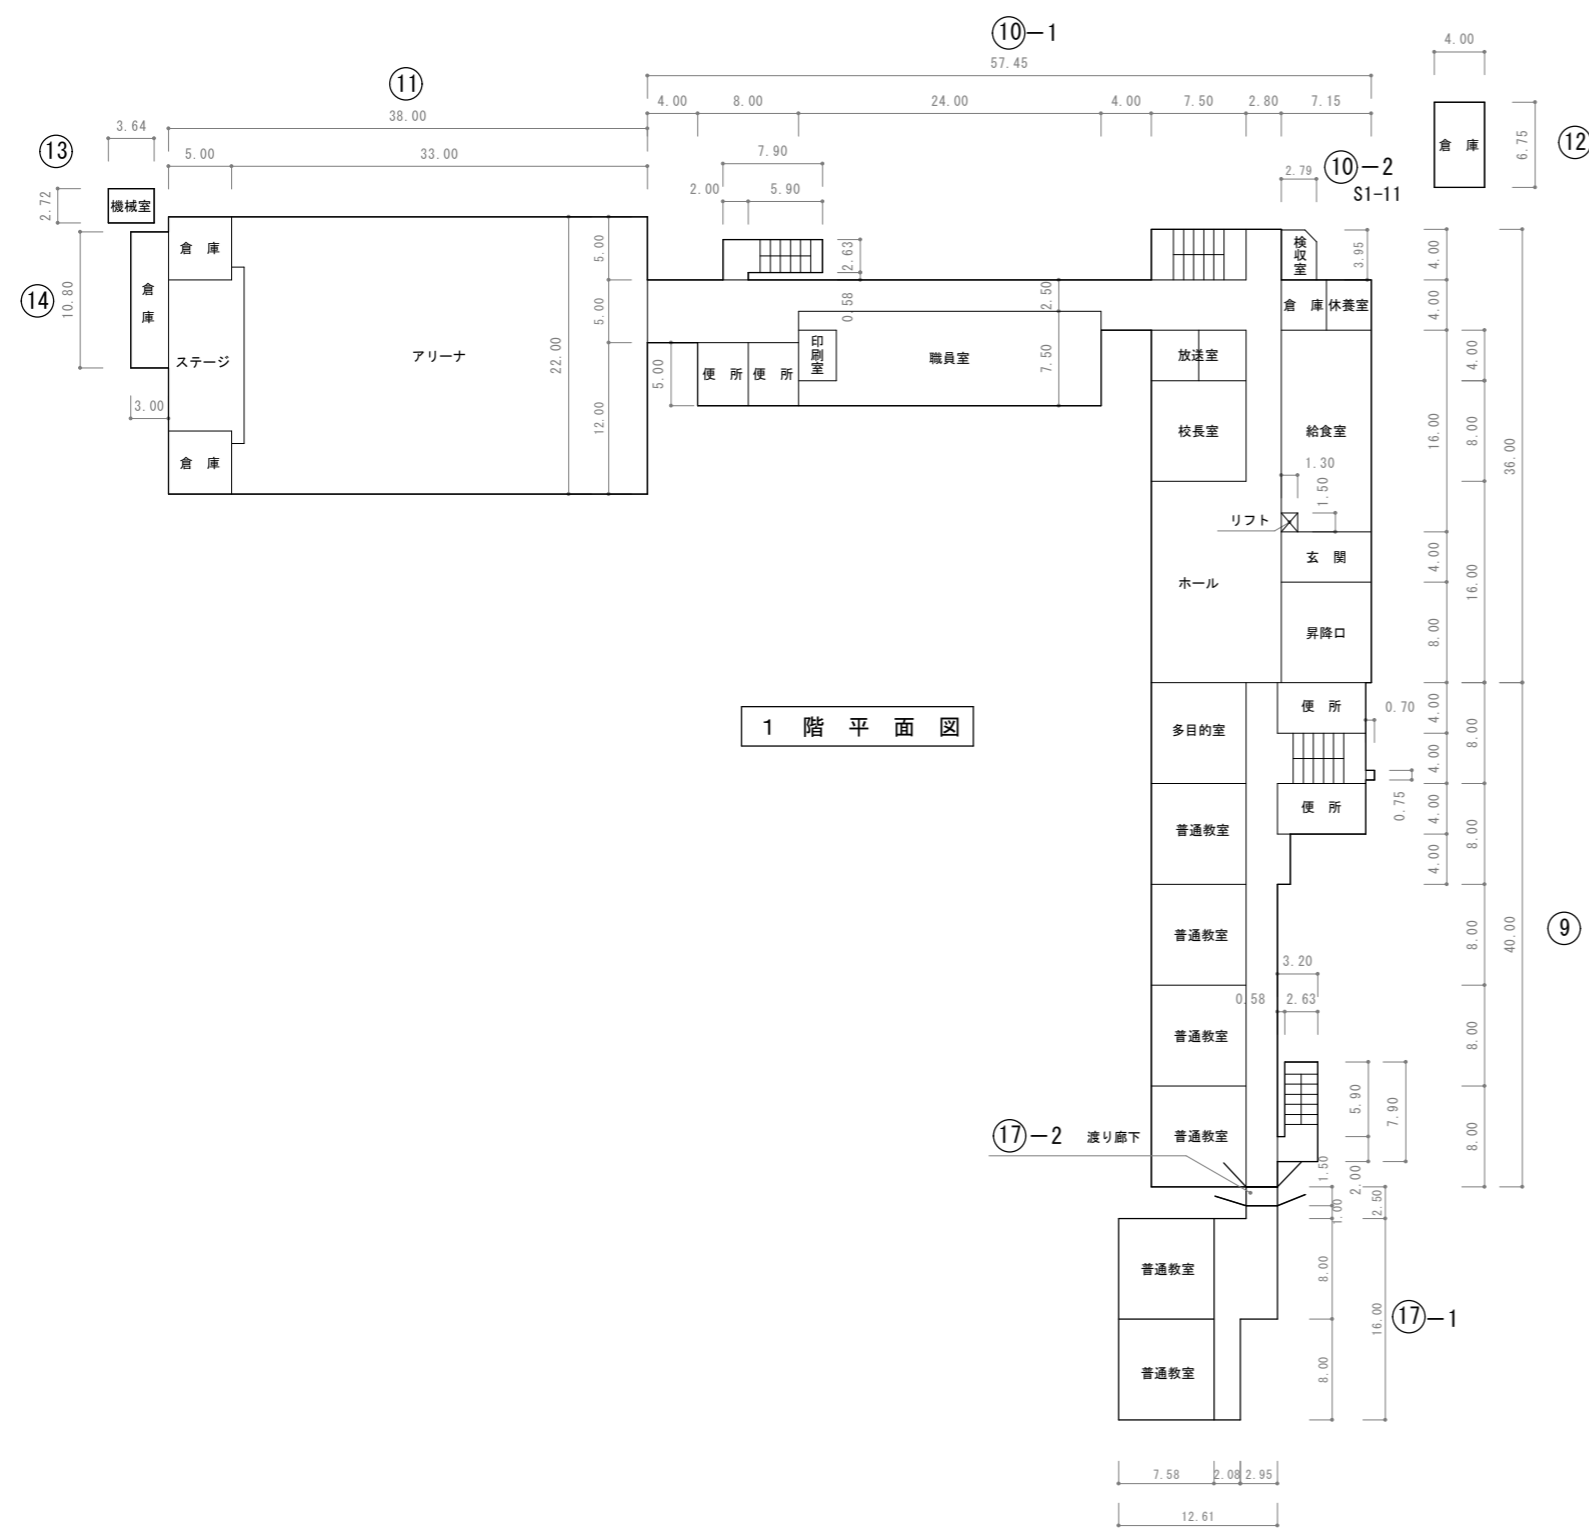 ⑩－1
57.45
4.00
⑪
38.00
4.00 8.00 24.00 4.00 7.50 2.80 7.15
3.64
⑬
5.00 33.00
7.90
⑩－2
S1-11
倉 庫
6.75
⑫
2.72
機械室
2.00 5.90
2.79
倉 庫
5.00
2.63
検収室
3.95
4.00
⑭
10.80
倉庫
0.58
2.50
倉 庫
休養室
4.00
ステージ
アリーナ
22.00
5.00
5.00
便 所
便 所
印刷室
職員室
7.50
放送室
4.00
3.00
12.00
校長室
給食室
16.00
8.00
36.00
倉 庫
1.30
1.50
リフト
玄 関
4.00
16.00
ホール
昇降口
8.00
1 階 平 面 図
多目的室
便 所
0.70
4.00
8.00
4.00
0.75
普通教室
便 所
4.00
8.00
4.00
普通教室
8.00
40.00
⑨
3.20
0.58 2.63
普通教室
8.00
5.90
7.90
⑰－2
渡り廊下
普通教室
8.00
1.50
2.00
1.00
2.50
普通教室
8.00
16.00
⑰－1
普通教室
8.00
7.58 2.08 2.95
12.61